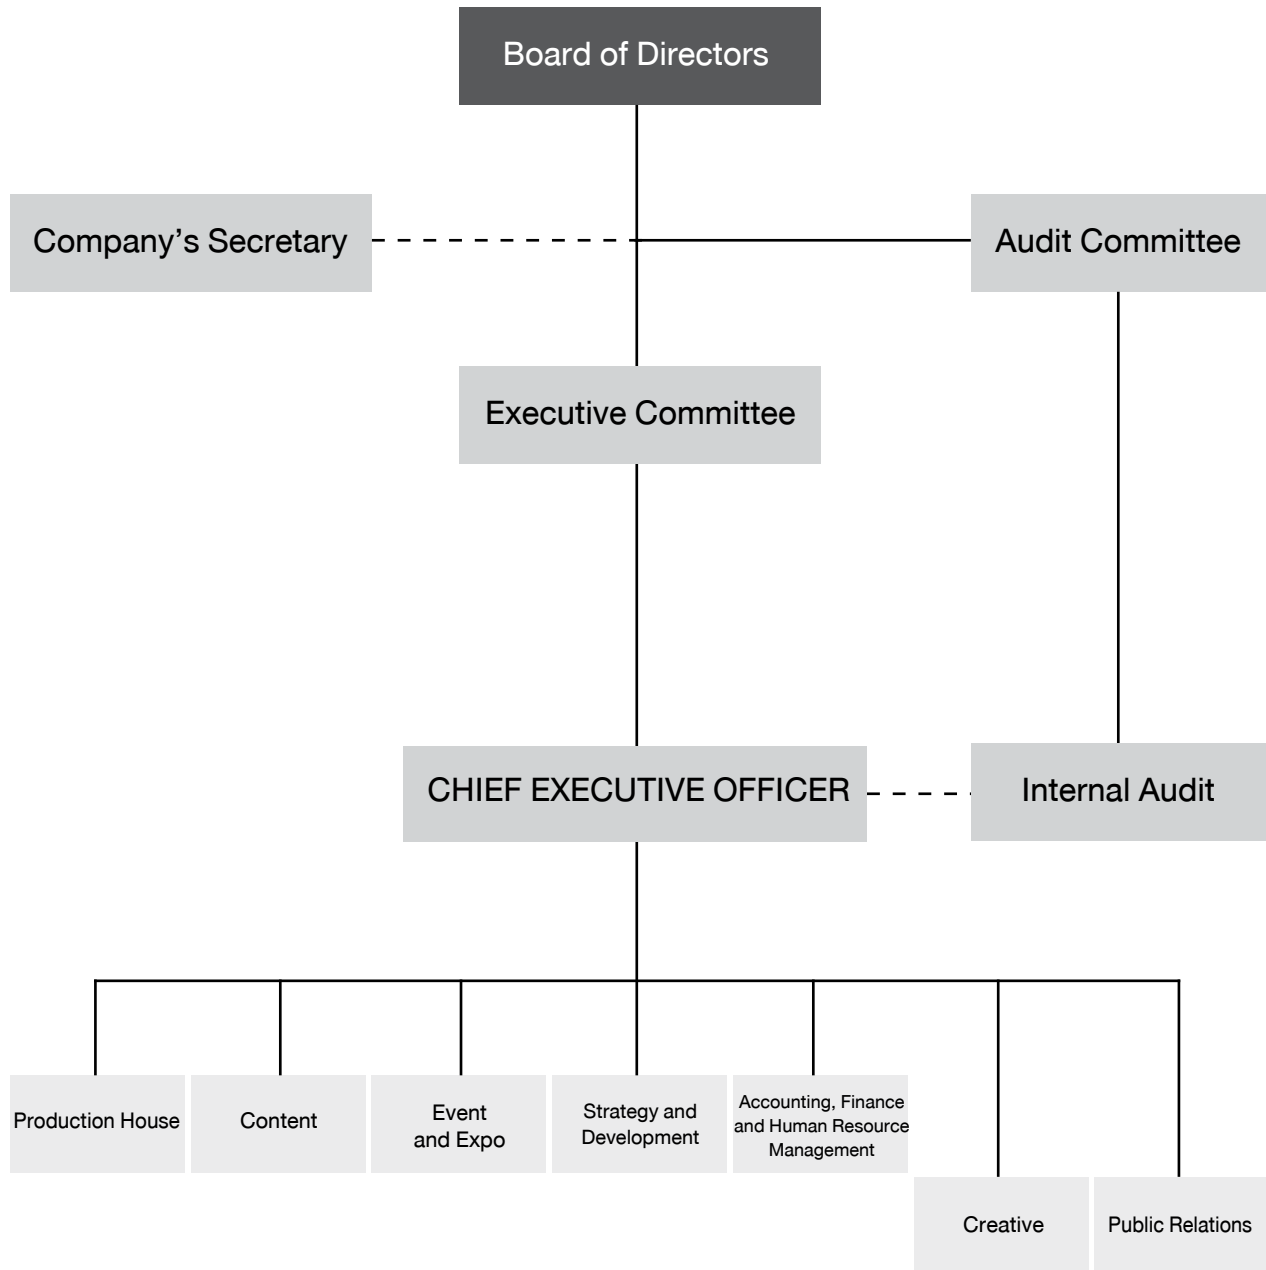 Board of Directors
Company’s Secretary
Audit Committee
Executive Committee
CHIEF EXECUTIVE OFFICER
Internal Audit
Production House
Content
Event
and Expo
Strategy and
Development
Accounting, Finance
and Human Resource
Management
Creative
Public Relations